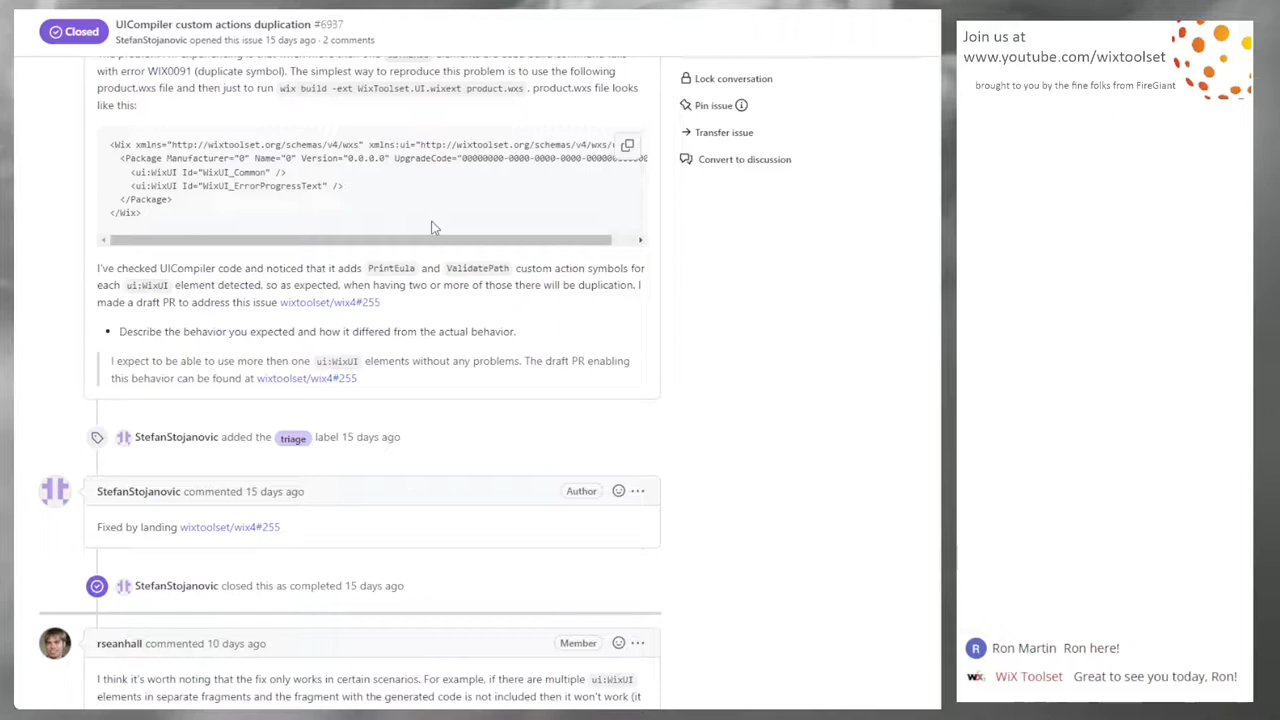 Closed
UICompiler custom actions duplication #6937
StefanStojanovic opened this issue 15 days ago · 2 comments
with error WIX0091 (duplicate symbol). The simplest way to reproduce this problem is to use the following
product.wxs file and then just to run wix build -ext WixToolset.UI.wixext product.wxs . product.wxs file looks
like this:
<Wix xmlns="http://wixtoolset.org/schemas/v4/wxs" xmlns:ui="http://wixtoolset.org/schemas/v4/wxs/
<Package Manufacturer="0" Name="0" Version="0.0.0.0" UpgradeCode="00000000-0000-0000-0000-
<ui:WixUI Id="WixUI_Common" />
<ui:WixUI Id="WixUI_ErrorProgressText" />
</Package>
</Wix>
I've checked UICompiler code and noticed that it adds PrintEula and ValidatePath custom action symbols for
each ui:WixUI element detected, so as expected, when having two or more of those there will be duplication. I
made a draft PR to address this issue wixtoolset/wix4#255
• Describe the behavior you expected and how it differed from the actual behavior.
I expect to be able to use more then one ui:WixUI elements without any problems. The draft PR enabling
this behavior can be found at wixtoolset/wix4#255
StefanStojanovic added the triage label 15 days ago
StefanStojanovic commented 15 days ago
Author
Fixed by landing wixtoolset/wix4#255
StefanStojanovic closed this as completed 15 days ago
rseanhall commented 10 days ago
Member
I think it's worth noting that the fix only works in certain scenarios. For example, if there are multiple ui:WixUI
elements in separate fragments and the fragment with the generated code is not included then it won't work (it
Lock conversation
Pin issue
Transfer issue
Convert to discussion
Join us at
www.youtube.com/wixtoolset
brought to you by the fine folks from FireGiant
R Ron Martin Ron here!
WiX WiX Toolset Great to see you today, Ron!